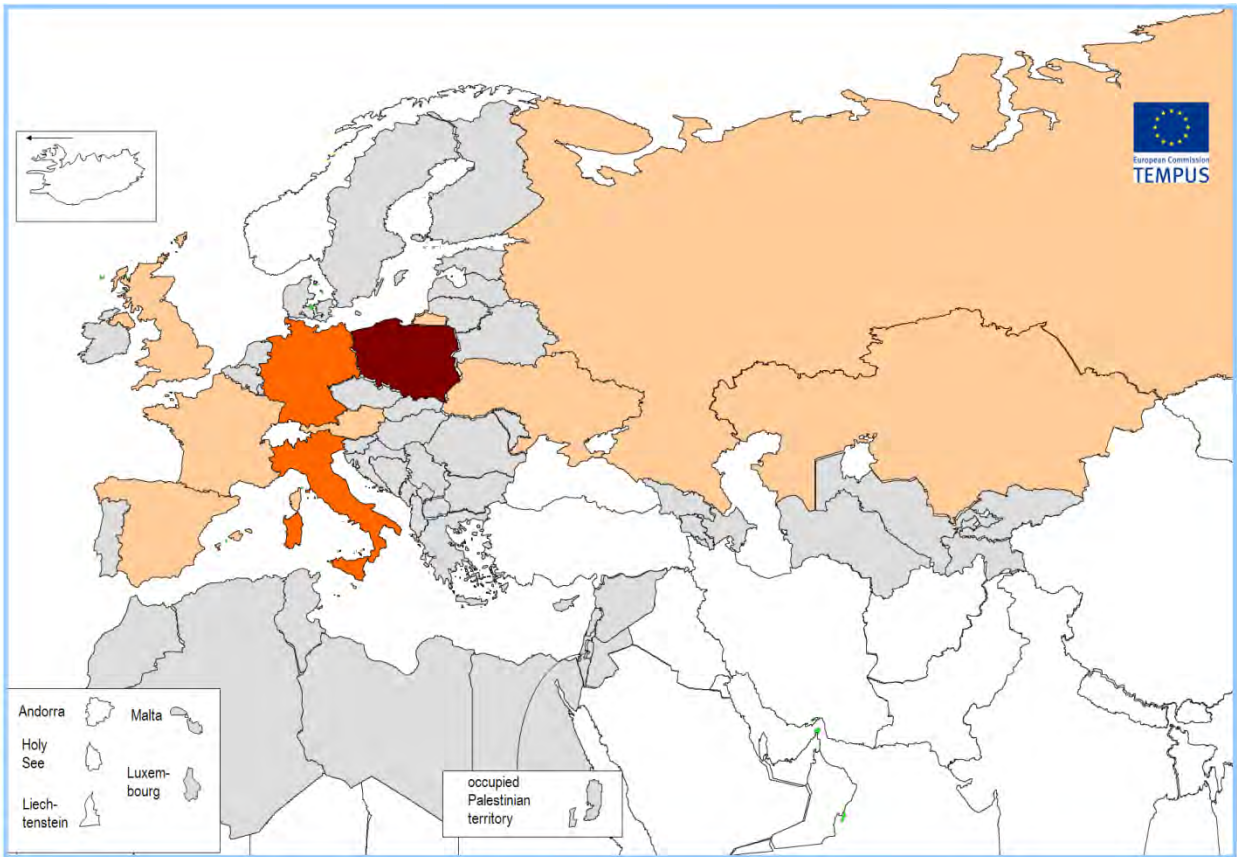 European Commission
TEMPUS
Andorra
Malta
Holy
See
Luxem-
bourg
Liech-
tenstein
occupied
Palestinian
territory